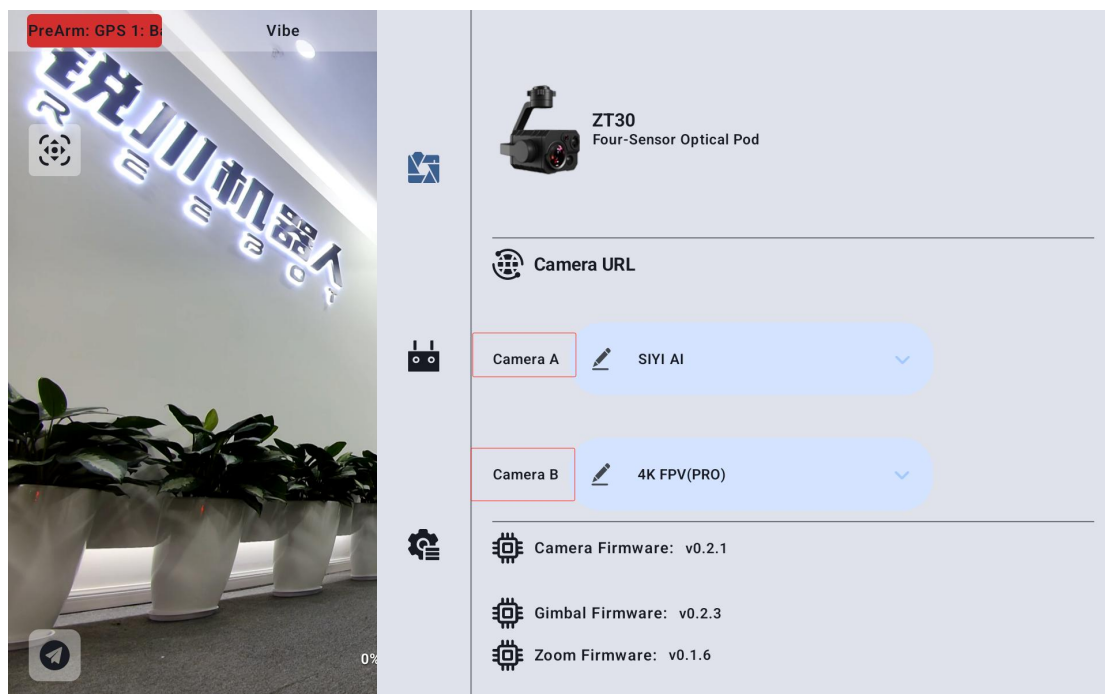 PreArm: GPS 1: Ba
Vibe
锐川机器人
REEBOT
0%
ZT30
Four-Sensor Optical Pod
Camera URL
Camera A
SIYI AI
Camera B
4K FPV(PRO)
Camera Firmware: v0.2.1
Gimbal Firmware: v0.2.3
Zoom Firmware: v0.1.6